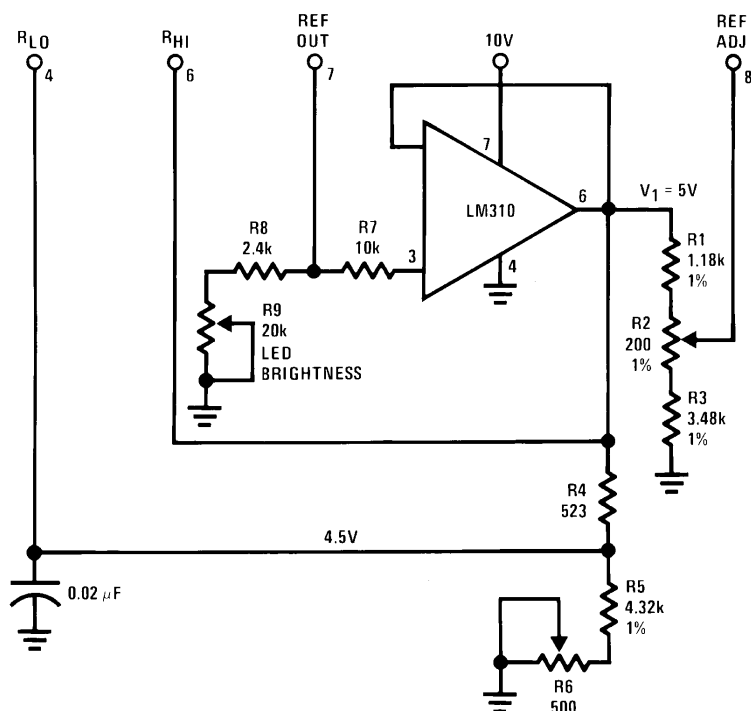 R LO
4
R HI
6
REF
OUT
7
10V
REF
ADJ
8
7
LM310
6
V1 = 5V
4
3
R8
2.4k
R7
10k
R9
20k
LED
BRIGHTNESS
R1
1.18k
1%
R2
200
1%
R3
3.48k
1%
R4
523
4.5V
0.02 μF
R5
4.32k
1%
R6
500